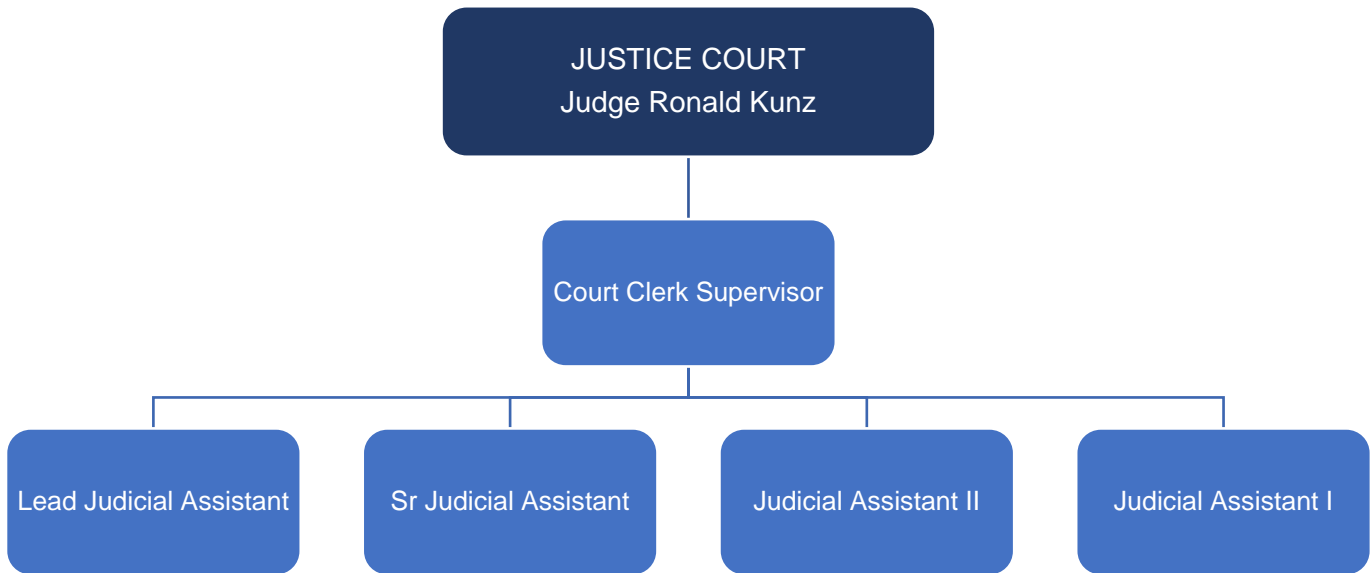 JUSTICE COURT
Judge Ronald Kunz
Court Clerk Supervisor
Lead Judicial Assistant
Sr Judicial Assistant
Judicial Assistant II
Judicial Assistant I